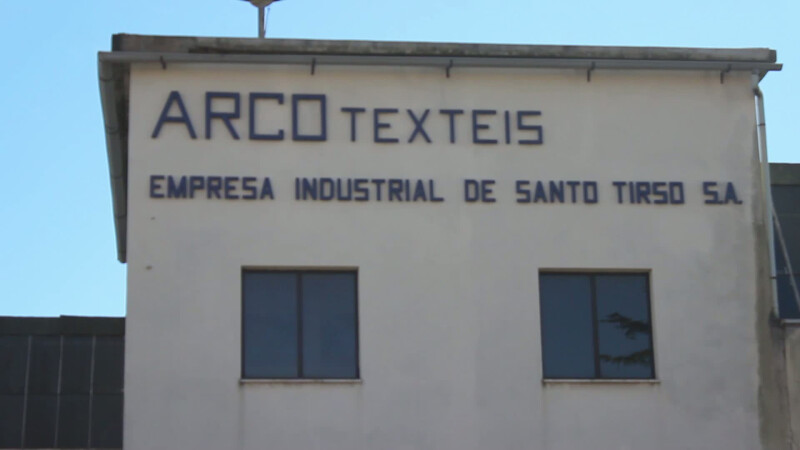 ARCO TEXTEIS
EMPRESA INDUSTRIAL DE SANTO TIRSO S.A.